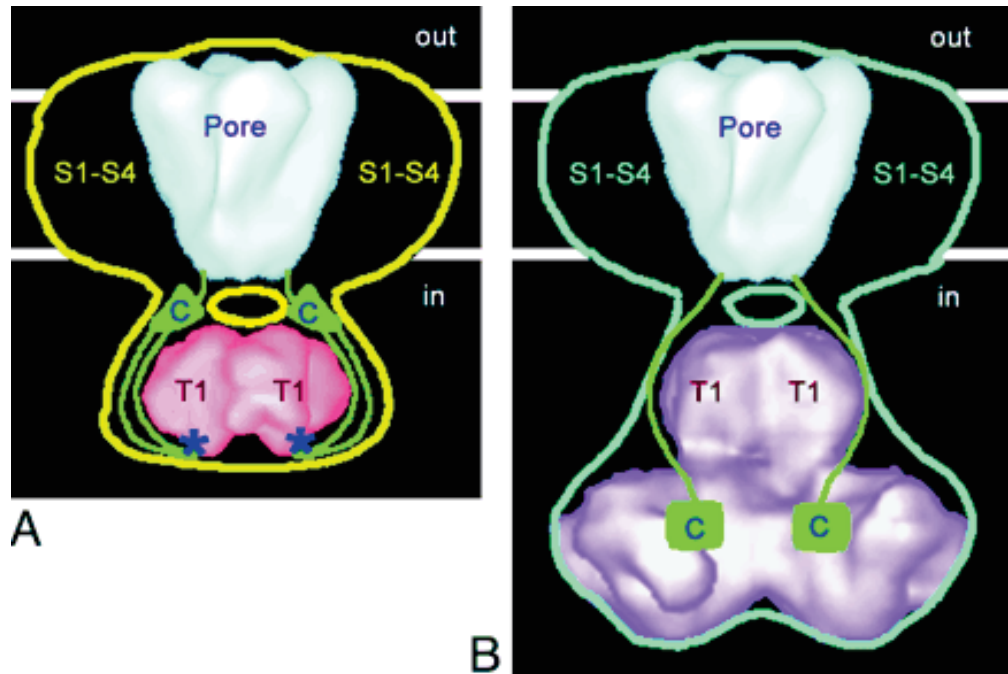 out
Pore
S1-S4
S1-S4
in
C
C
T1
T1
*
*
A
out
Pore
S1-S4
S1-S4
in
T1
T1
C
C
B